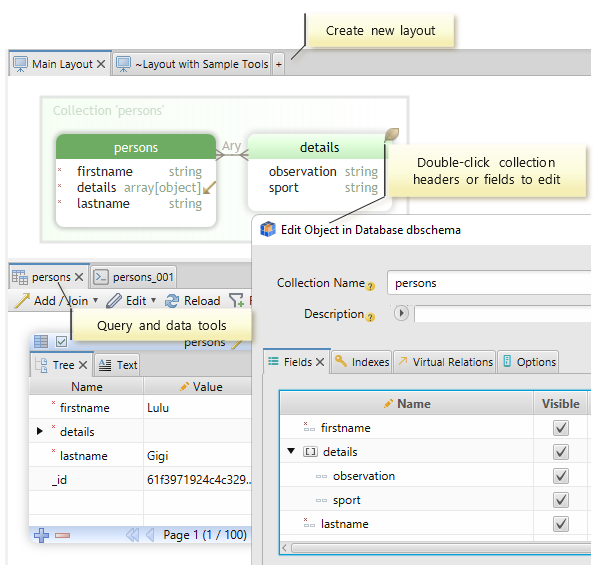 Create new layout
Main Layout
~Layout with Sample Tools
+
Collection 'persons'
persons
Ary
details
firstname string
details array[object]
lastname string
observation string
sport string
Double-click collection
headers or fields to edit
Edit Object in Database dbschema
persons
persons_001
Add / Join
Edit
Reload
F
Collection Name
persons
Description
Query and data tools
persons
Tree
Text
Name
Value
firstname Lulu
details
lastname Gigi
_id 61f3971924c4c329...
Page 1 (1 / 100)
Fields
Indexes
Virtual Relations
Options
Name
Visible
firstname
details
observation
sport
lastname